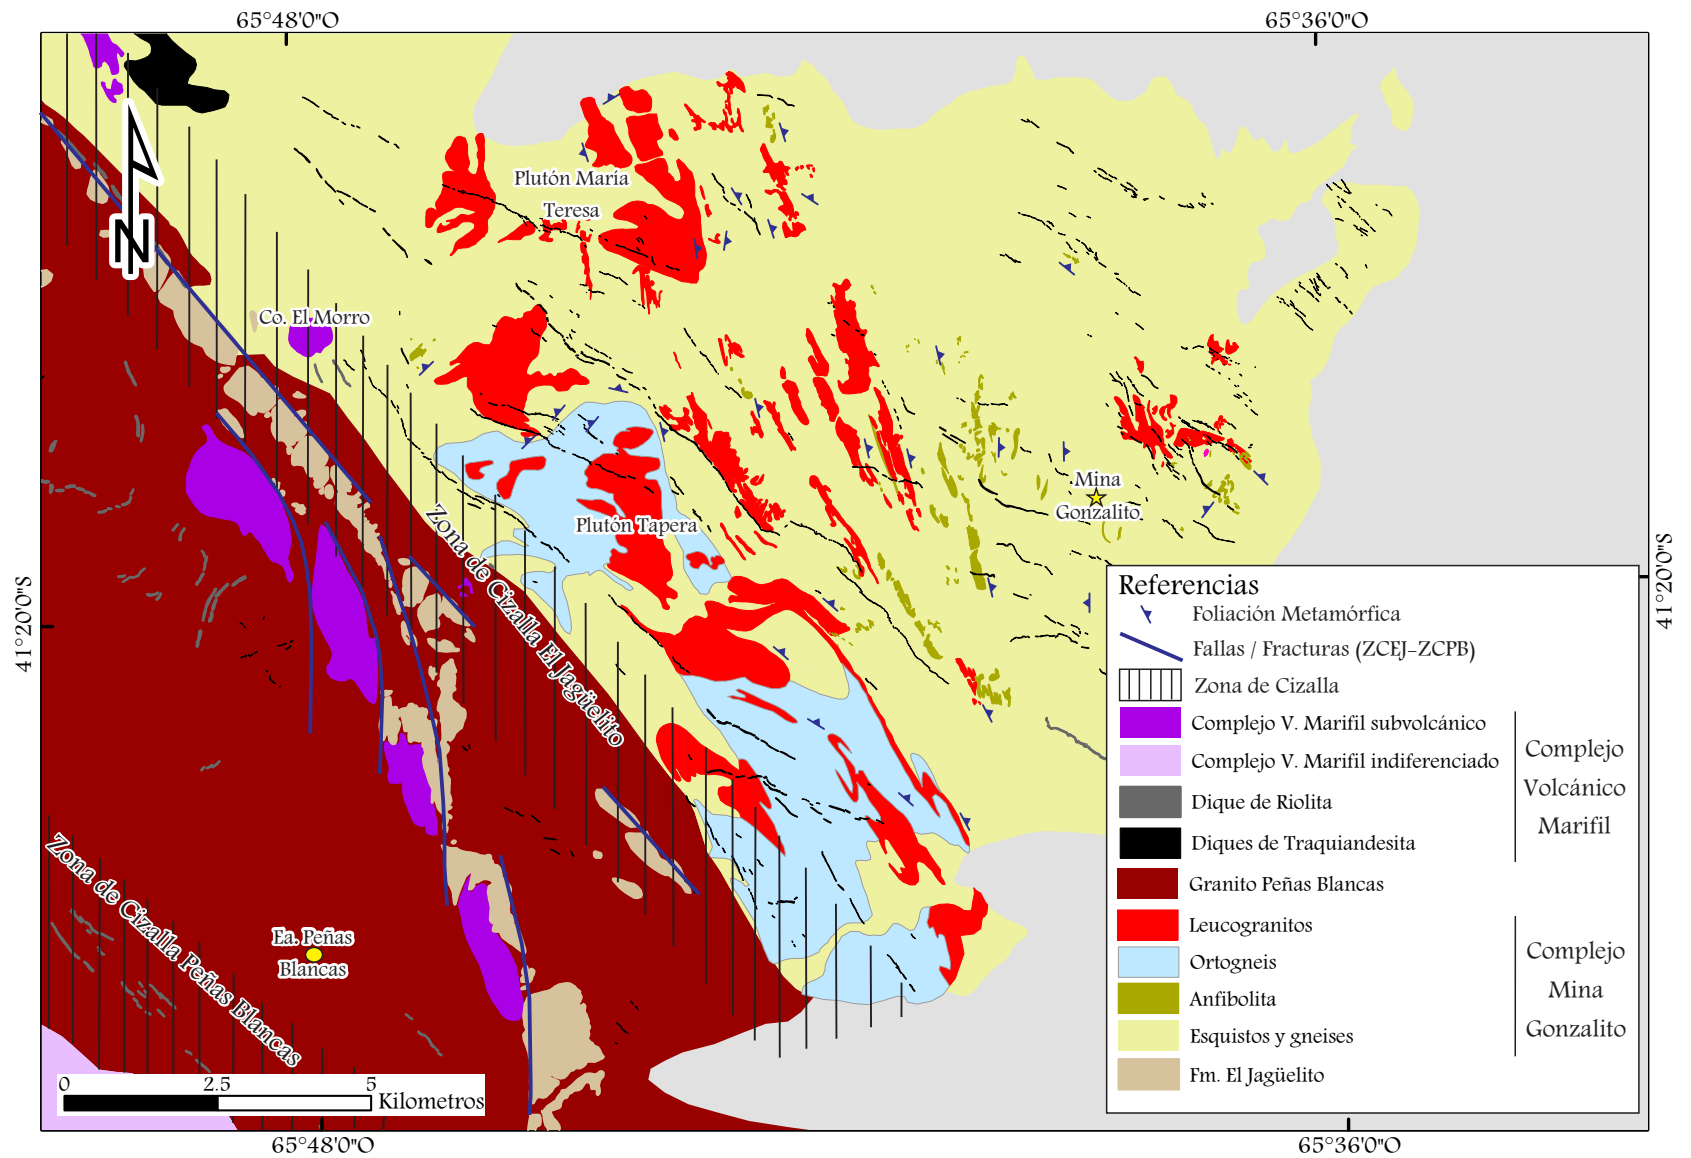 65°48'0"O
65°36'0"O
Plutón María
Teresa
Co. El Morro
N
Mina
Gonzalito
Plutón Tapera
Zona de Cizalla El Jagüelito
41°20'0"S
41°20'0"S
Zona de Cizalla Peñas Blancas
Ea. Peñas
Blancas
Referencias
Foliación Metamórfica
Fallas / Fracturas (ZCEJ-ZCPB)
Zona de Cizalla
Complejo V. Marifil subvolcánico
Complejo V. Marifil indiferenciado
Dique de Riolita
Diques de Traquiandesita
Complejo
Volcánico
Marifil
Granito Peñas Blancas
Leucogranitos
Ortogneis
Anfibolita
Esquistos y gneises
Complejo
Mina
Gonzalito
Fm. El Jagüelito
0 2.5 5
Kilometros
65°48'0"O
65°36'0"O